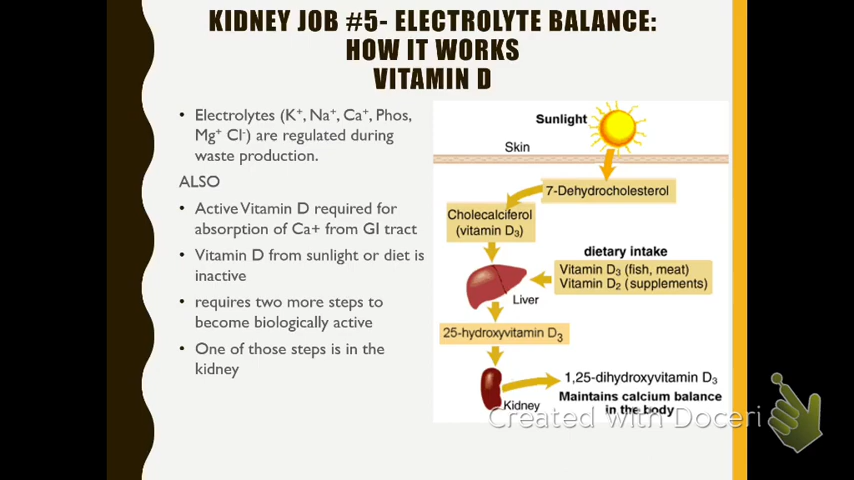 KIDNEY JOB #5- ELECTROLYTE BALANCE:
HOW IT WORKS
VITAMIN D
• Electrolytes (K+, Na+, Ca+, Phos,
Mg+ Cl-) are regulated during
waste production.
ALSO
• Active Vitamin D required for
absorption of Ca+ from GI tract
• Vitamin D from sunlight or diet is
inactive
• requires two more steps to
become biologically active
• One of those steps is in the
kidney
Sunlight
Skin
7-Dehydrocholesterol
Cholecalciferol
(vitamin D3)
dietary intake
Vitamin D3 (fish, meat)
Vitamin D2 (supplements)
Liver
25-hydroxyvitamin D3
1,25-dihydroxyvitamin D3
Maintains calcium balance
in the body
Kidney
Created with Doceri